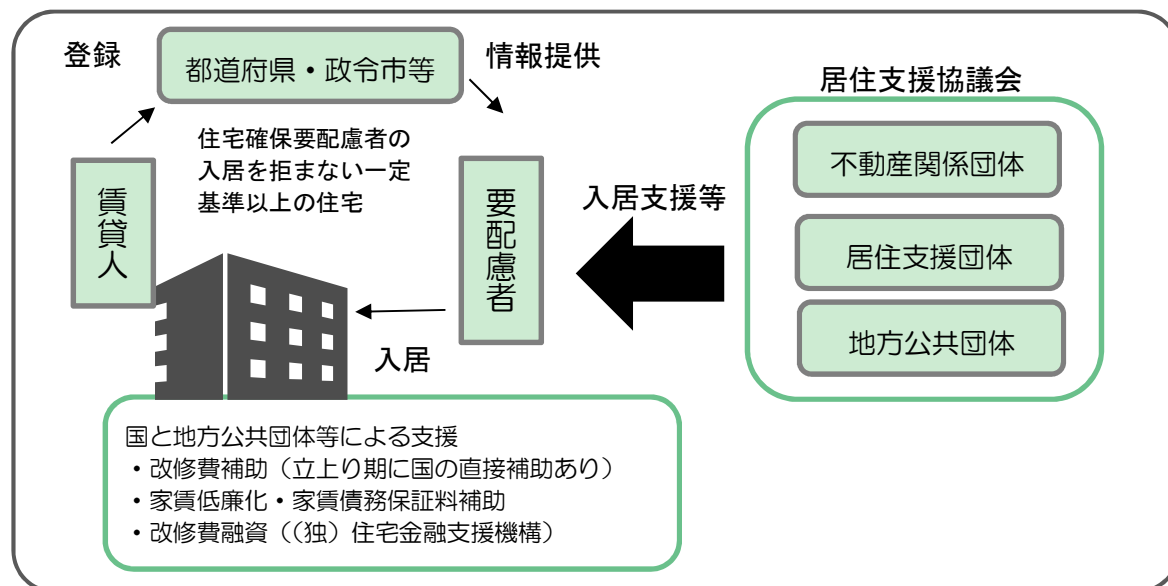 登録
都道府県・政令市等
情報提供
住宅確保要配慮者の
入居を拒まない一定
基準以上の住宅
賃貸人
要配慮者
入居
入居支援等
居住支援協議会
不動産関係団体
居住支援団体
地方公共団体
国と地方公共団体等による支援
・改修費補助（立上り期に国の直接補助あり）
・家賃低廉化・家賃債務保証料補助
・改修費融資（(独）住宅金融支援機構）